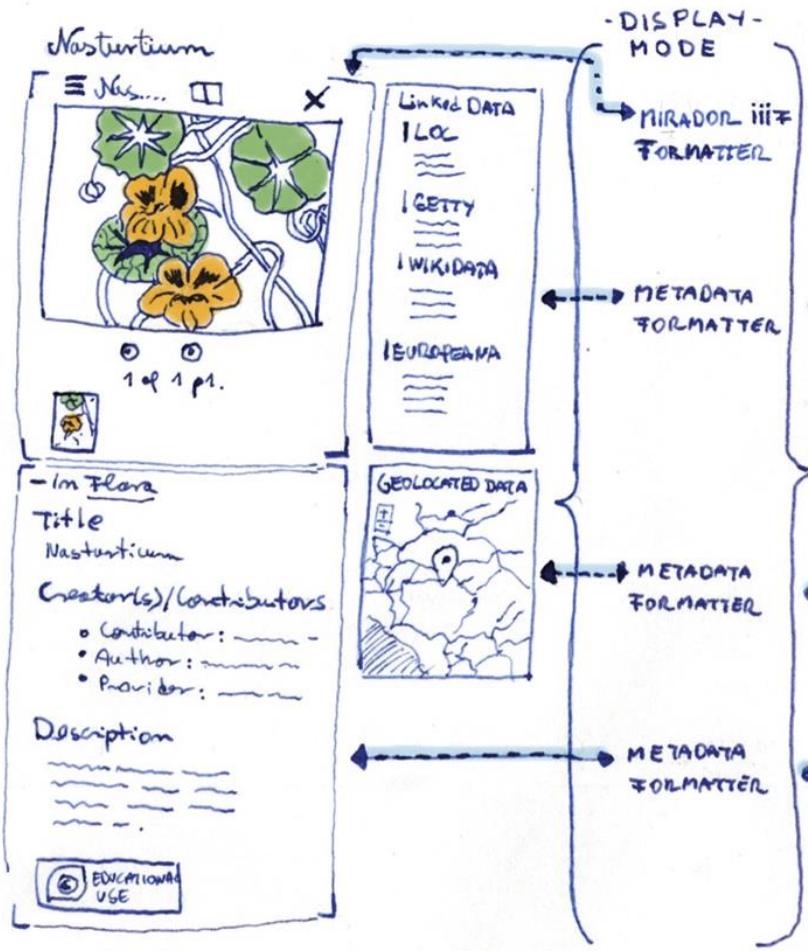 Nasturtium
Nas....
X
1 of 1 p1.
Linked DATA
LOC
GETTY
WIKIDATA
EUROPEANA
- In Flora
Title
Nasturticum
Creator(s)/Contributors
Contributor:
Author:
Provider:
Description
EDUCATIONAL
USE
GEOLOCATED DATA
+
-
- DISPLAY -
MODE
MIRADOR iiiF
FORMATTER
METADATA
FORMATTER
METADATA
FORMATTER
METADATA
FORMATTER